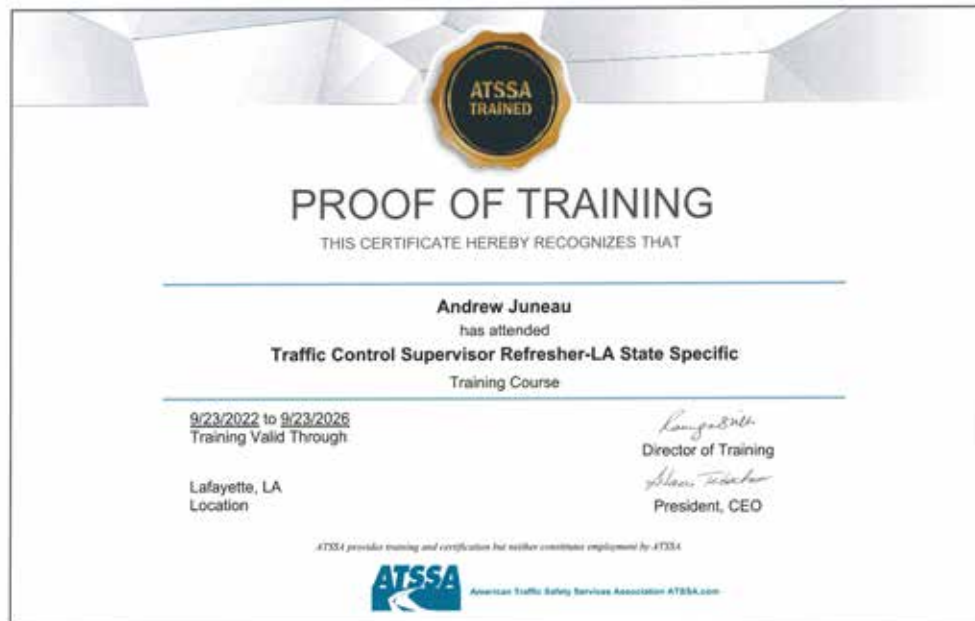 ATSSA
TRAINED
PROOF OF TRAINING
THIS CERTIFICATE HEREBY RECOGNIZES THAT
Andrew Juneau
has attended
Traffic Control Supervisor Refresher-LA State Specific
Training Course
9/23/2022 to 9/23/2026
Training Valid Through
Director of Training
Lafayette, LA
Location
President, CEO
ATSSA provides training and certification but neither constitutes employment by ATSSA
ATSSA
American Traffic Safety Services Association ATSSA.com